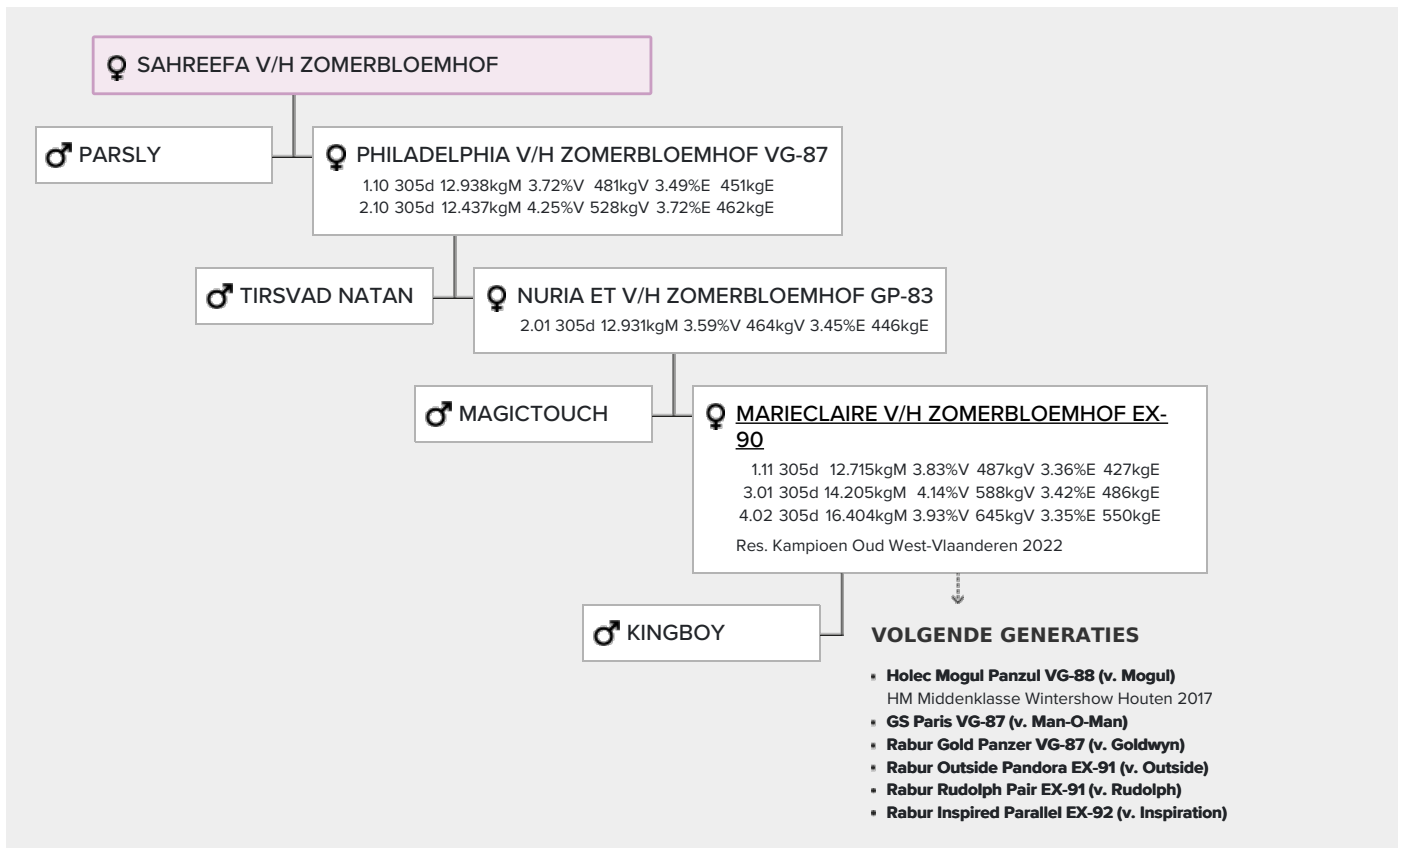 SAHREEFA V/H ZOMERBLOEMHOF
PARSLY
PHILADELPHIA V/H ZOMERBLOEMHOF VG-87
1.10 305d 12.938kgM 3.72%V 481kgV 3.49%E 451kgE
2.10 305d 12.437kgM 4.25%V 528kgV 3.72%E 462kgE
TIRSVAD NATAN
NURIA ET V/H ZOMERBLOEMHOF GP-83
2.01 305d 12.931kgM 3.59%V 464kgV 3.45%E 446kgE
MAGICTOUCH
MARIECLAIRE V/H ZOMERBLOEMHOF EX-
90
1.11 305d 12.715kgM 3.83%V 487kgV 3.36%E 427kgE
3.01 305d 14.205kgM 4.14%V 588kgV 3.42%E 486kgE
4.02 305d 16.404kgM 3.93%V 645kgV 3.35%E 550kgE
Res. Kampioen Oud West-Vlaanderen 2022
KINGBOY
VOLGENDE GENERATIES
Holec Mogul Panzul VG-88 (v. Mogul)
HM Middenklasse Wintershow Houten 2017
GS Paris VG-87 (v. Man-O-Man)
Rabur Gold Panzer VG-87 (v. Goldwyn)
Rabur Outside Pandora EX-91 (v. Outside)
Rabur Rudolph Pair EX-91 (v. Rudolph)
Rabur Inspired Parallel EX-92 (v. Inspiration)